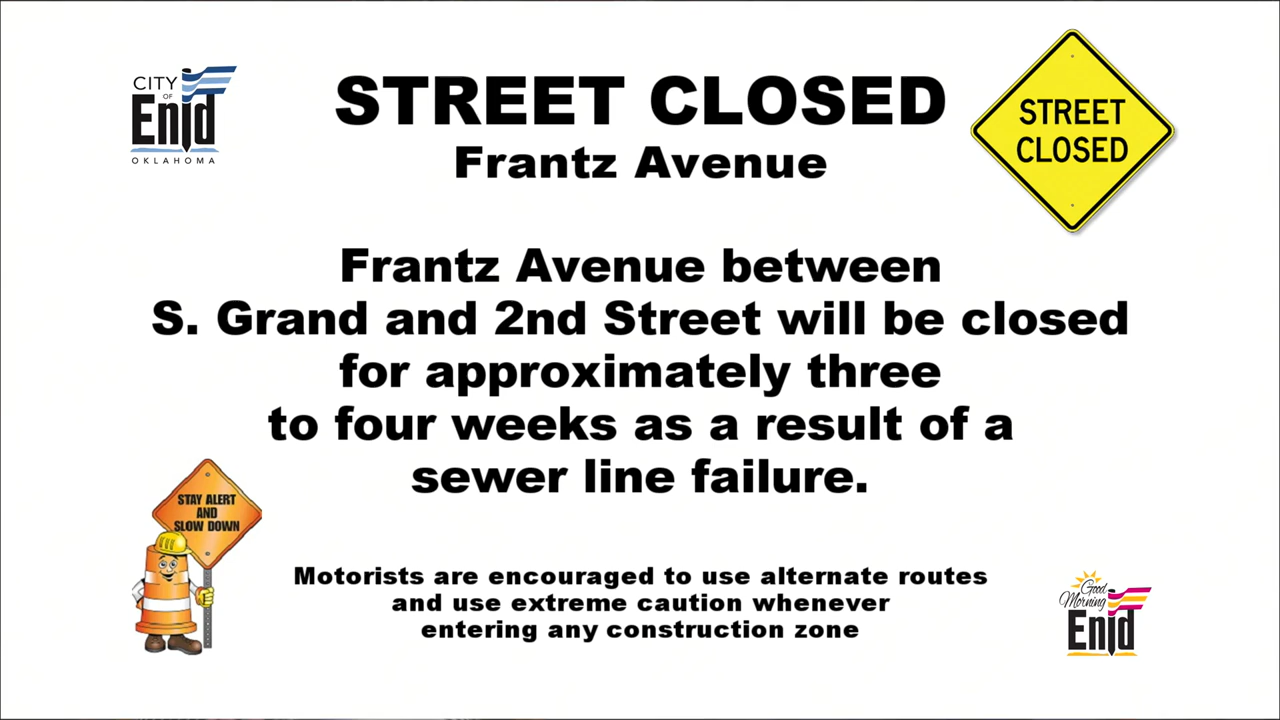 CITY
OF
Enid
OKLAHOMA
STREET CLOSED
Frantz Avenue
STREET
CLOSED
Frantz Avenue between
S. Grand and 2nd Street will be closed
for approximately three
to four weeks as a result of a
sewer line failure.
STAY ALERT
AND
SLOW DOWN
Motorists are encouraged to use alternate routes
and use extreme caution whenever
entering any construction zone
Good
Morning
Enid